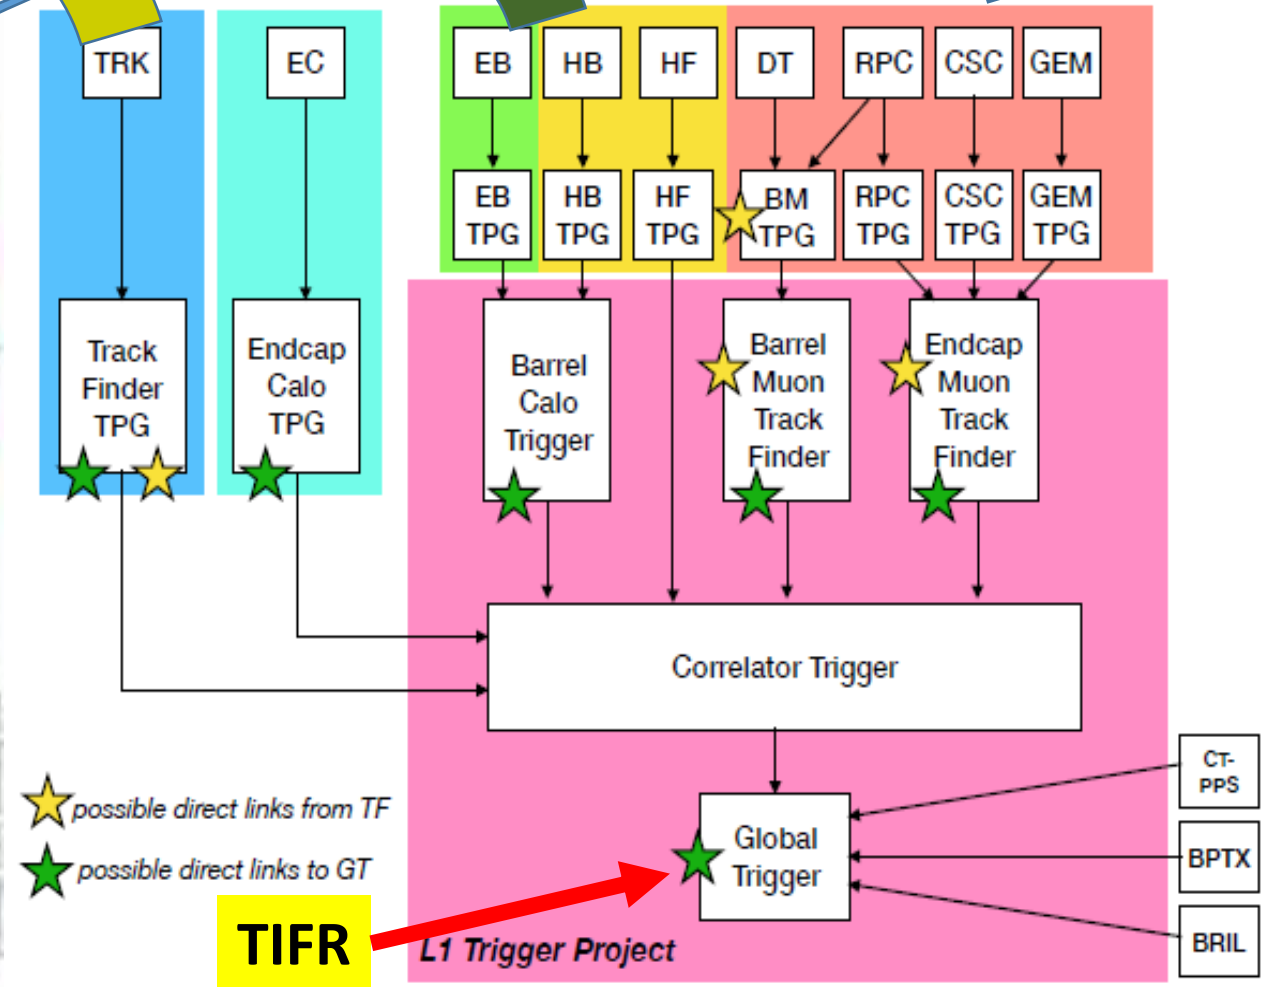 TRK
EC
EB
HB
HF
DT
RPC
CSC
GEM
EB
TPG
HB
TPG
HF
TPG
BM
TPG
RPC
TPG
CSC
TPG
GEM
TPG
Track
Finder
TPG
Endcap
Calo
TPG
Barrel
Calo
Trigger
Barrel
Muon
Track
Finder
Endcap
Muon
Track
Finder
Correlator Trigger
CT-
PPS
possible direct links from TF
Global
Trigger
BPTX
possible direct links to GT
TIFR
L1 Trigger Project
BRIL